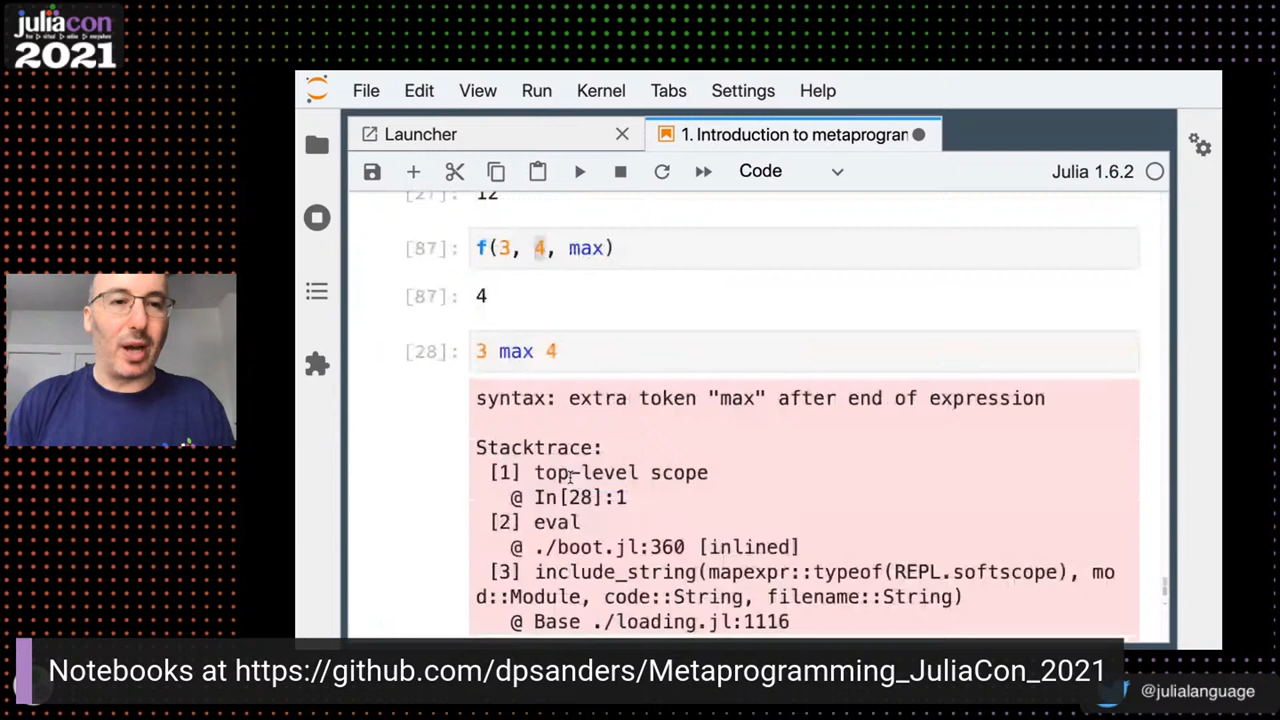 juliacon
2021
File Edit View Run Kernel Tabs Settings Help
Launcher
1. Introduction to metaprogran
Code
Julia 1.6.2
[27]: 12
[87]: f(3, 4, max)
[87]: 4
[28]: 3 max 4
syntax: extra token "max" after end of expression
Stacktrace:
[1] top-level scope
@ In[28]:1
[2] eval
@ ./boot.jl:360 [inlined]
[3] include_string(mapexpr::typeof(REPL.softscope), mo
d::Module, code::String, filename::String)
@ Base ./loading.jl:1116
Notebooks at https://github.com/dpsanders/Metaprogramming_JuliaCon_2021
@julialanguage